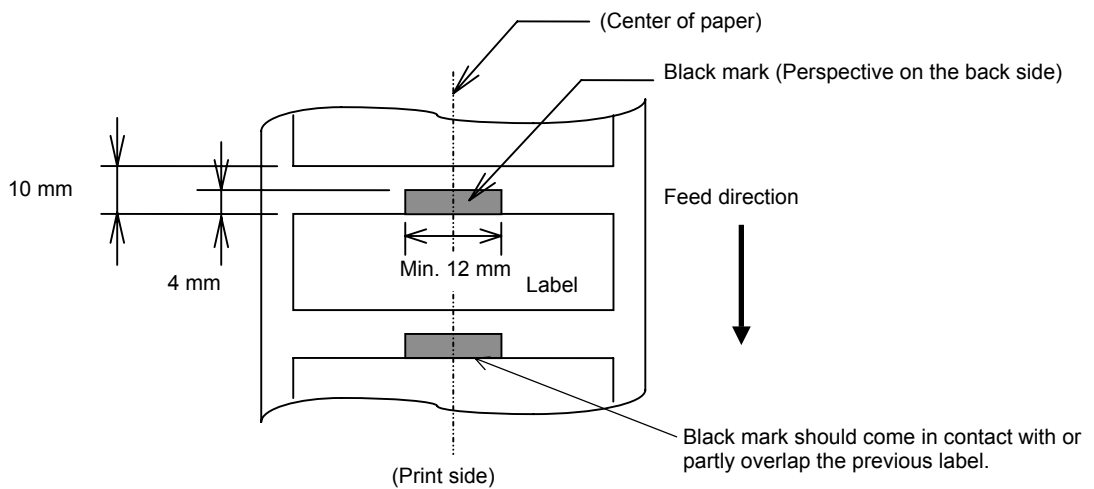 (Center of paper)
Black mark (Perspective on the back side)
10 mm
Feed direction
4 mm
Min. 12 mm
Label
Black mark should come in contact with or
partly overlap the previous label.
(Print side)